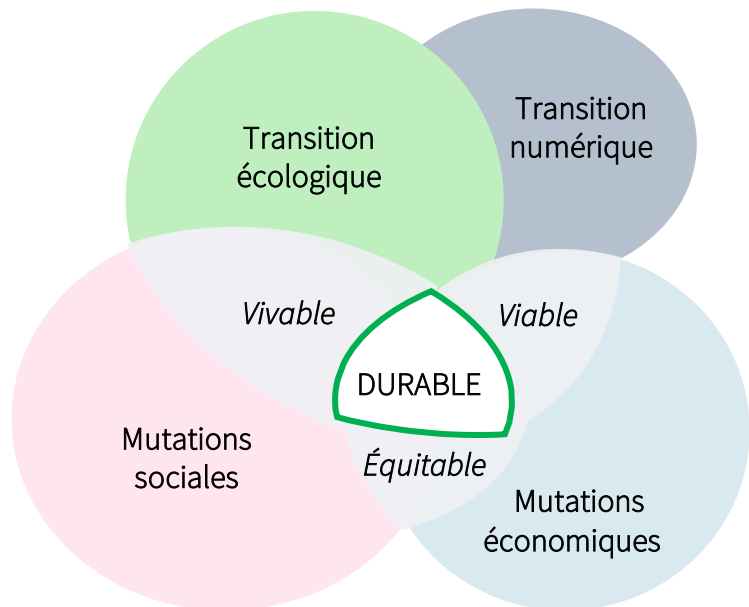 Transition
écologique
Transition
numérique
Vivable
Viable
DURABLE
Mutations
sociales
Équitable
Mutations
économiques